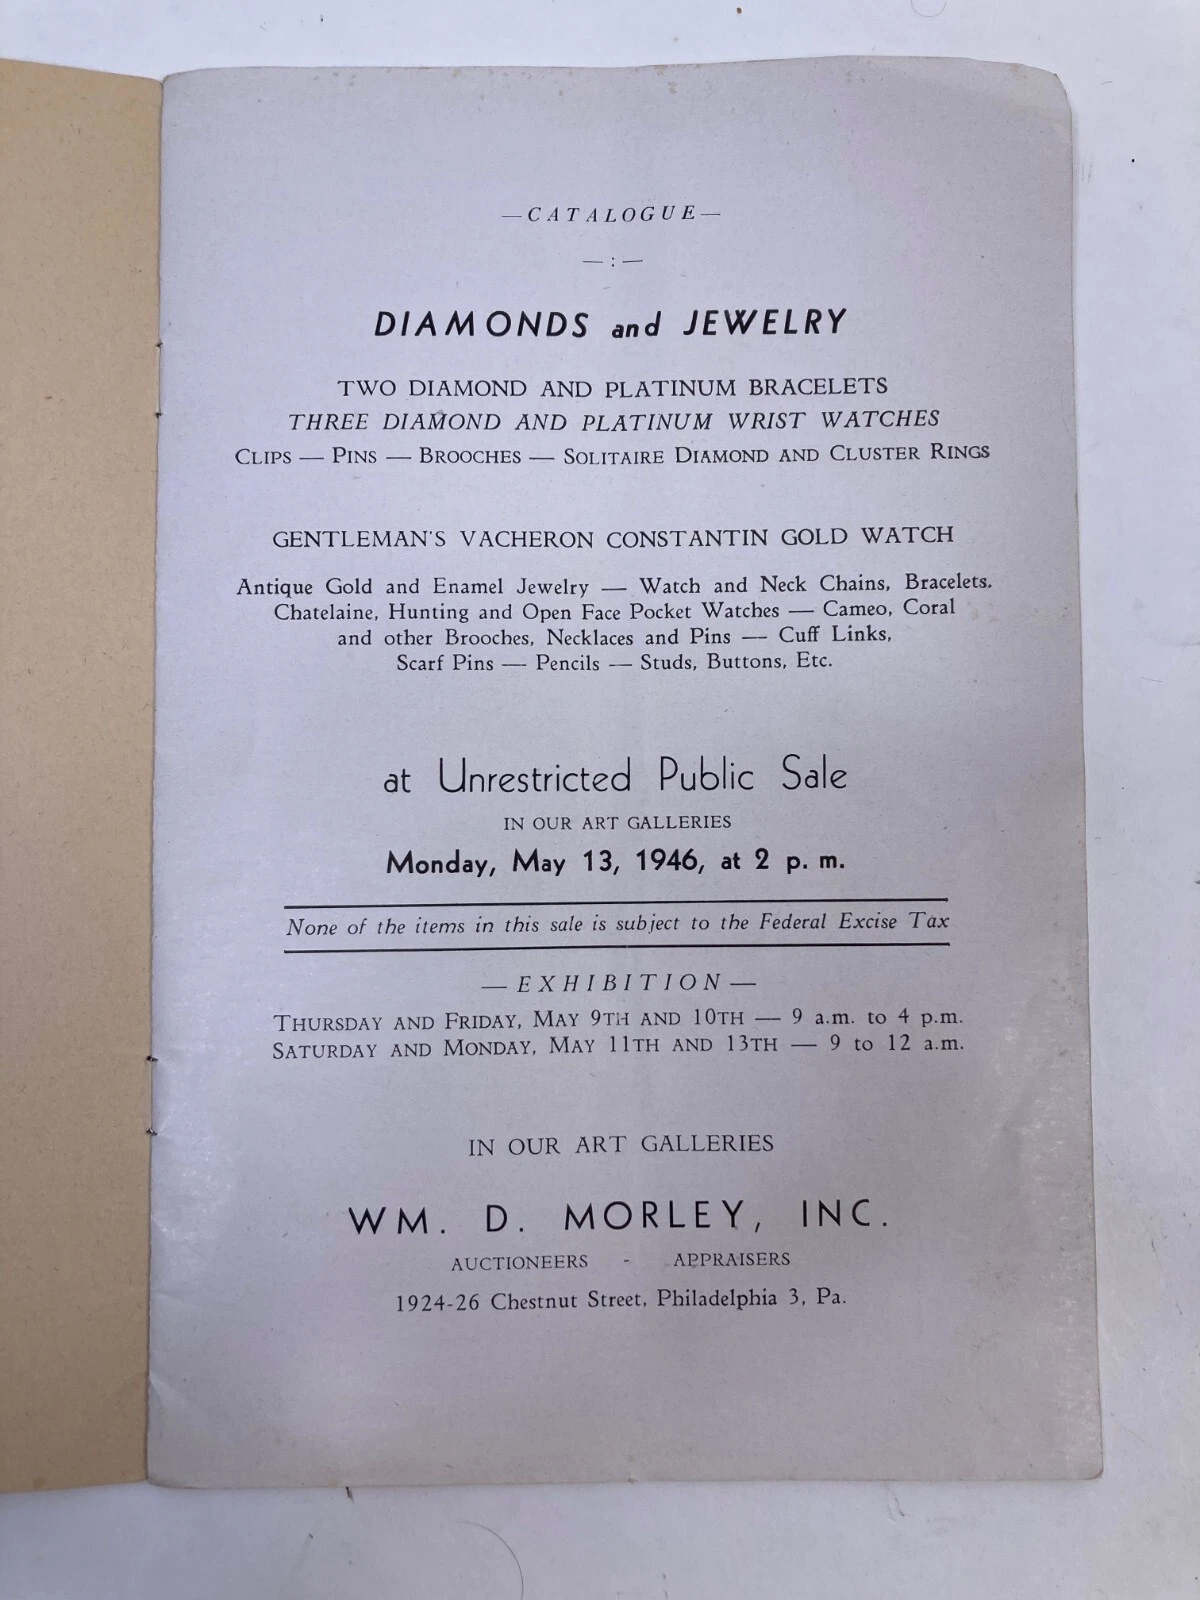 —CATALOGUE—
— : —
DIAMONDS and JEWELRY
TWO DIAMOND AND PLATINUM BRACELETS
THREE DIAMOND AND PLATINUM WRIST WATCHES
CLIPS — PINS — BROOCHES — SOLITAIRE DIAMOND AND CLUSTER RINGS
GENTLEMAN'S VACHERON CONSTANTIN GOLD WATCH
Antique Gold and Enamel Jewelry — Watch and Neck Chains, Bracelets.
Chatelaine, Hunting and Open Face Pocket Watches — Cameo, Coral
and other Brooches, Necklaces and Pins — Cuff Links,
Scarf Pins — Pencils — Studs, Buttons, Etc.
at Unrestricted Public Sale
IN OUR ART GALLERIES
Monday, May 13, 1946, at 2 p. m.
None of the items in this sale is subject to the Federal Excise Tax
— EXHIBITION —
THURSDAY AND FRIDAY, MAY 9TH AND 10TH — 9 a.m. to 4 p.m.
SATURDAY AND MONDAY, MAY 11TH AND 13TH — 9 to 12 a.m.
IN OUR ART GALLERIES
WM. D. MORLEY, INC.
AUCTIONEERS - APPRAISERS
1924-26 Chestnut Street, Philadelphia 3, Pa.